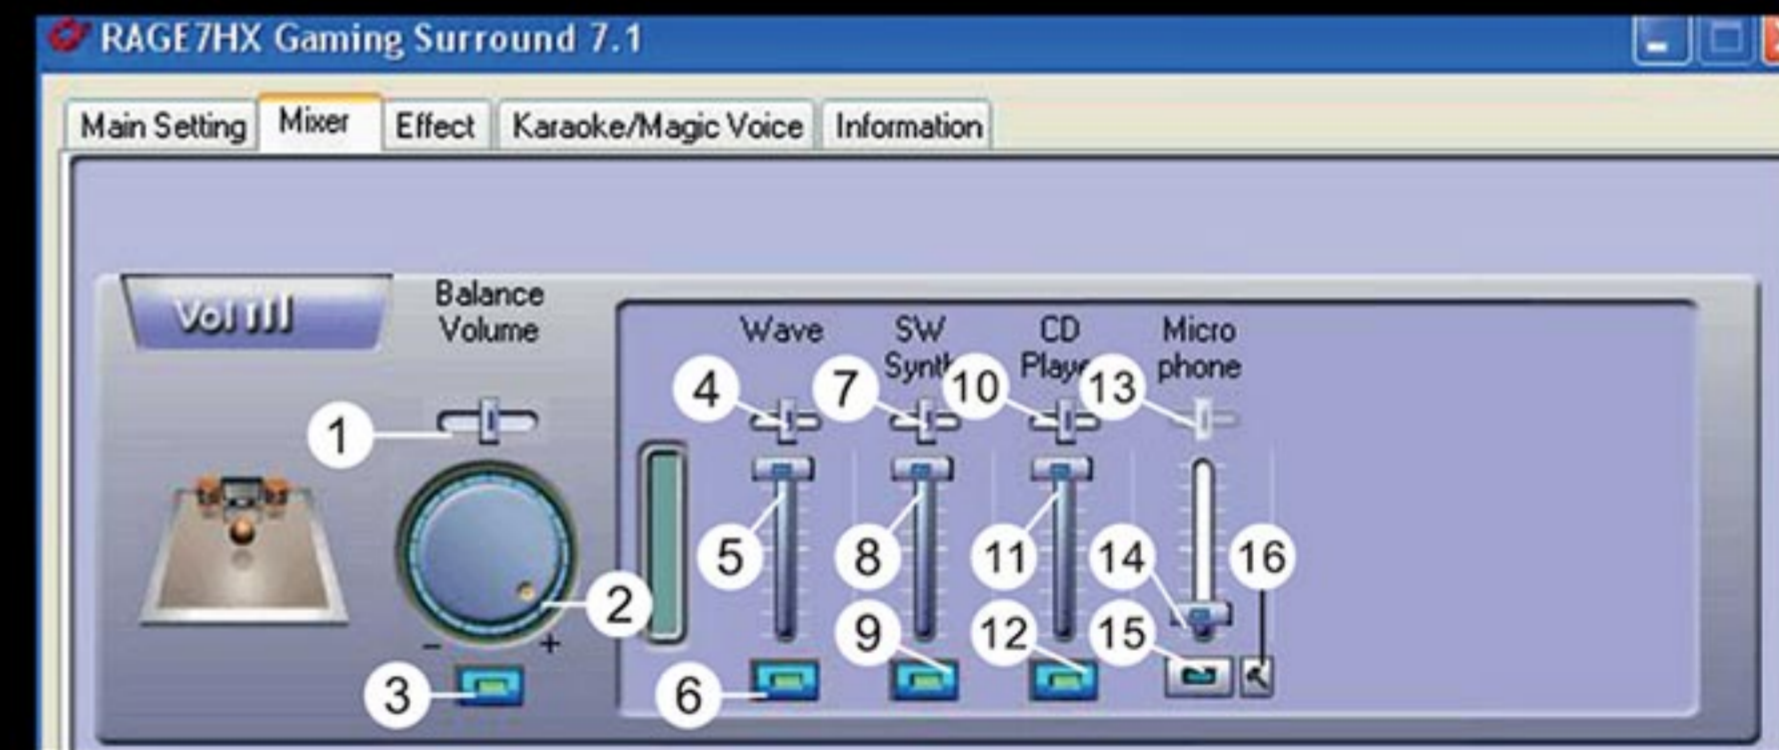 RAGE7HX Gaming Surround 7.1
Main Setting Mixer Effect Karaoke/Magic Voice Information
Vol
Balance
Volume
Wave SW CD Micro
Synth Playe phone
4 7 10 13
1
5 8 11 14 16
2
9 12 15
- +
3 6